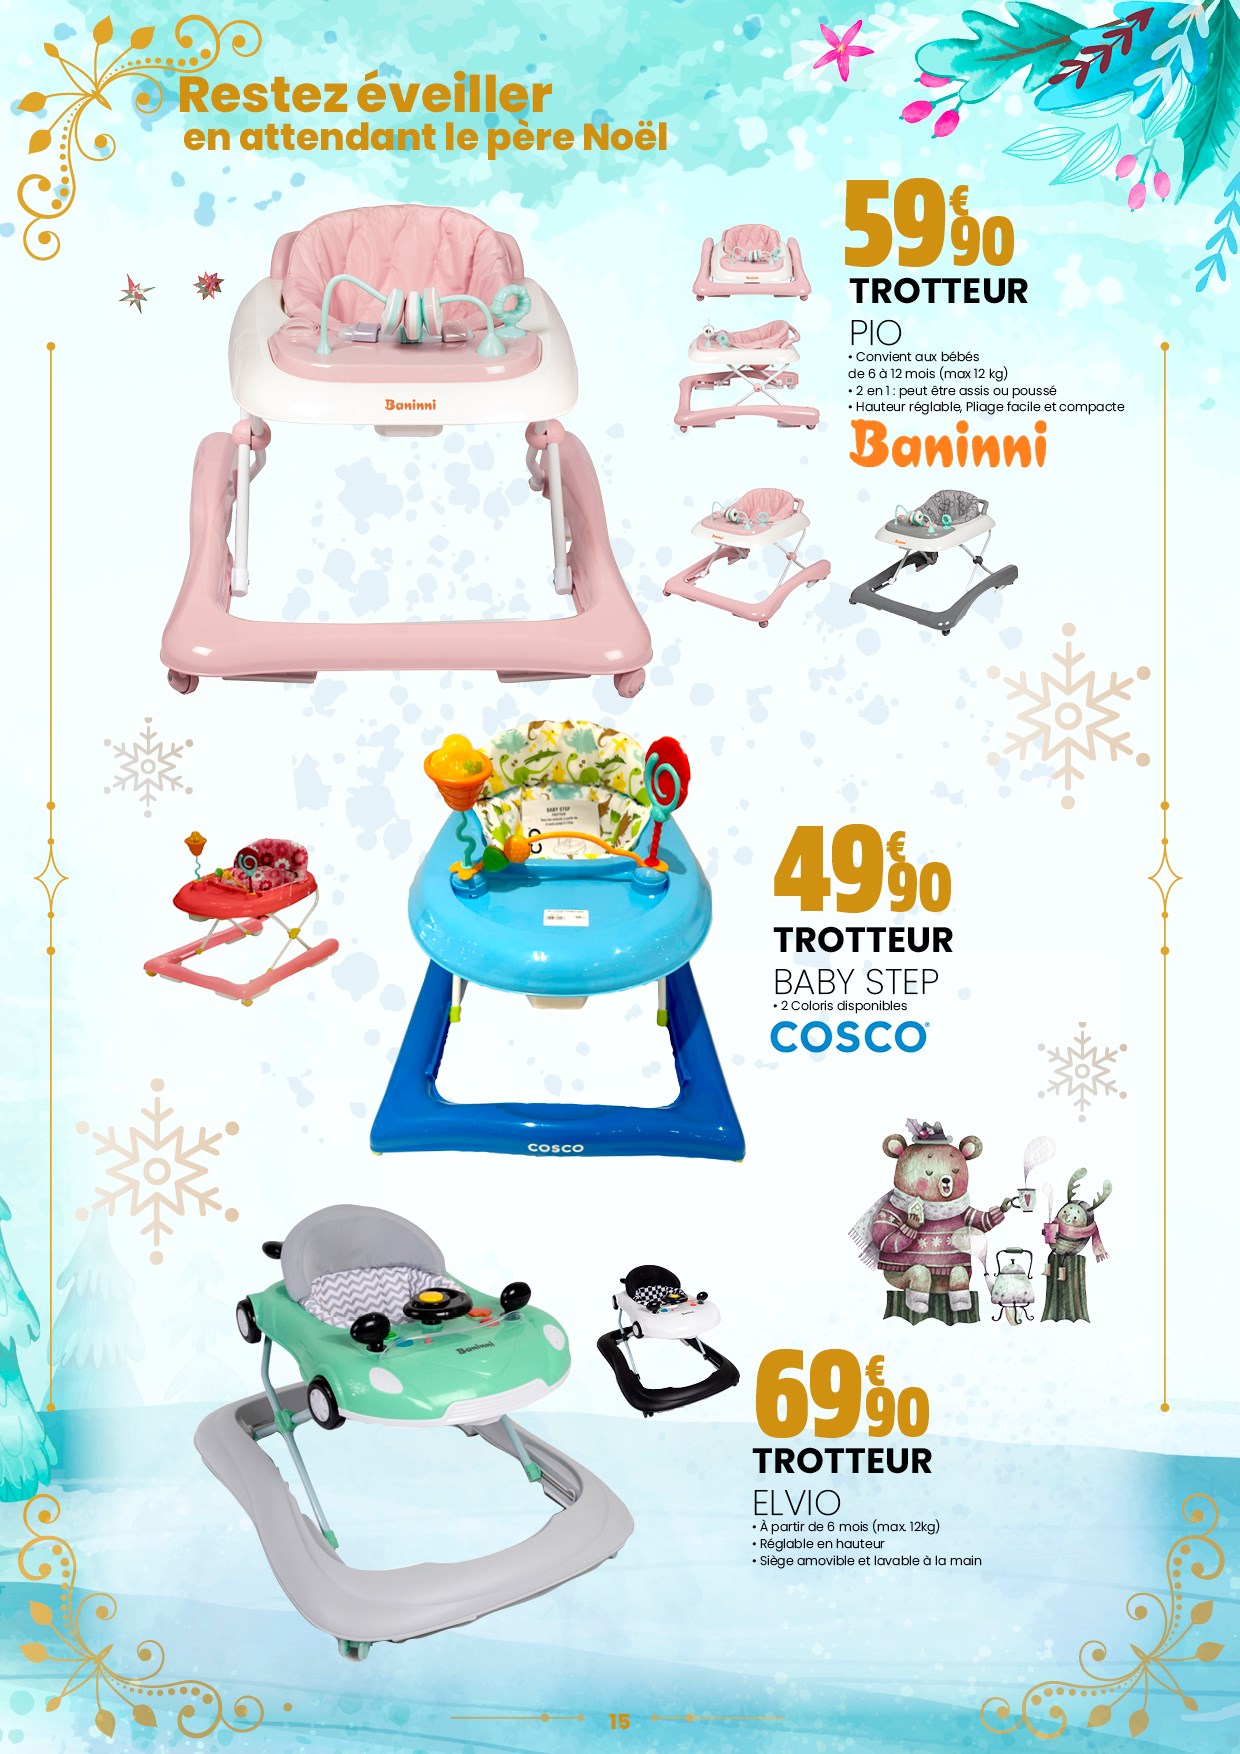 Restez éveiller
en attendant le père Noël
59€90
TROTTEUR
PIO
• Convient aux bébés
de 6 à 12 mois (max 12 kg)
• 2 en 1 : peut être assis ou poussé
• Hauteur réglable, Pliage facile et compacte
Baninni
Baninni
49€90
TROTTEUR
BABY STEP
• 2 Coloris disponibles
COSCO
BABY STEP
COSCO
69€90
TROTTEUR
ELVIO
• À partir de 6 mois (max. 12kg)
• Réglable en hauteur
• Siège amovible et lavable à la main
Baninni
15